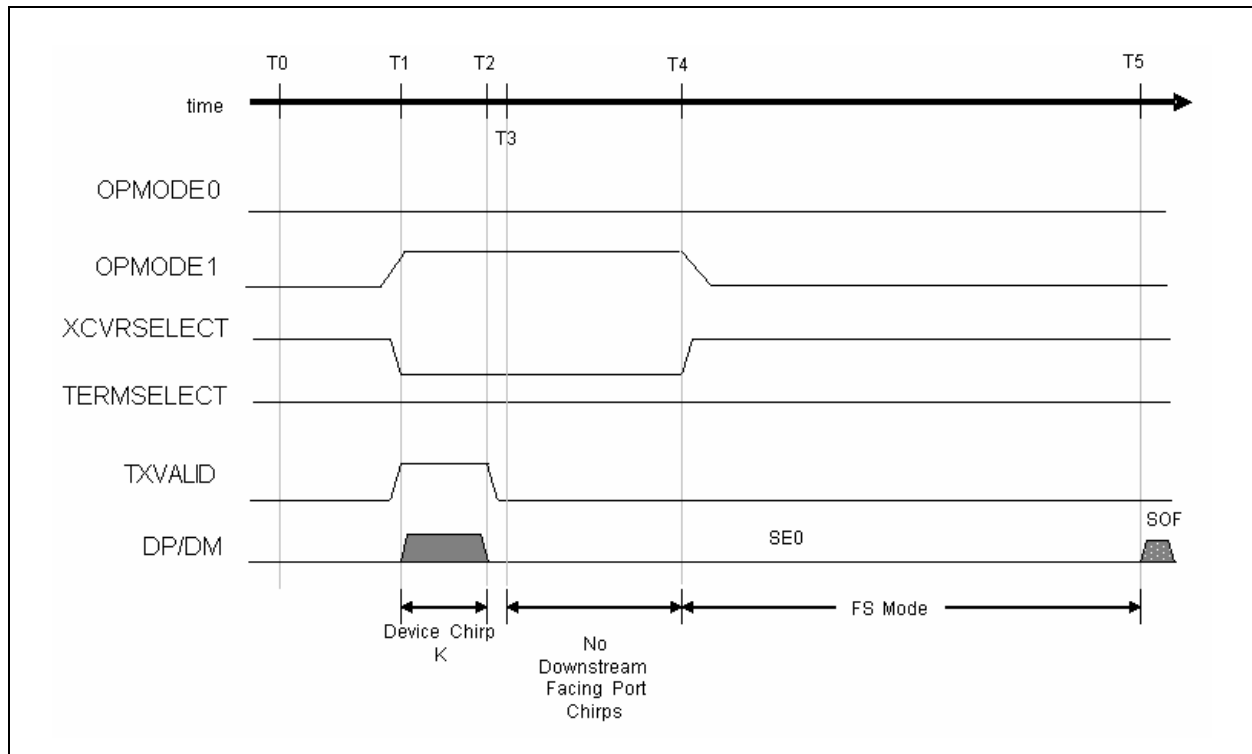 T0 T1 T2 T4 T5
time
T3
OPMODE0
OPMODE1
XCVRSELECT
TERMSELECT
TXVALID
SOF
DP/DM
SE0
FS Mode
Device Chirp
K
No
Downstream
Facing Port
Chirps